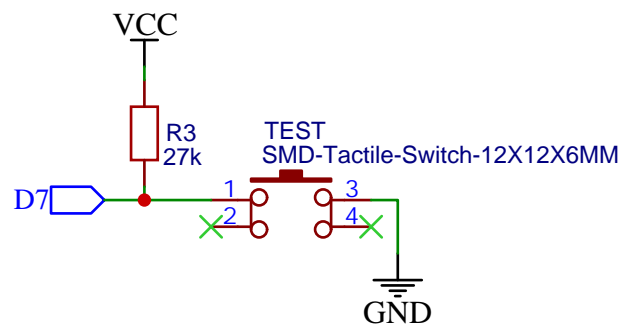 VCC
R3
27k
TEST
SMD-Tactile-Switch-12X12X6MM
D7
1
3
2
4
GND